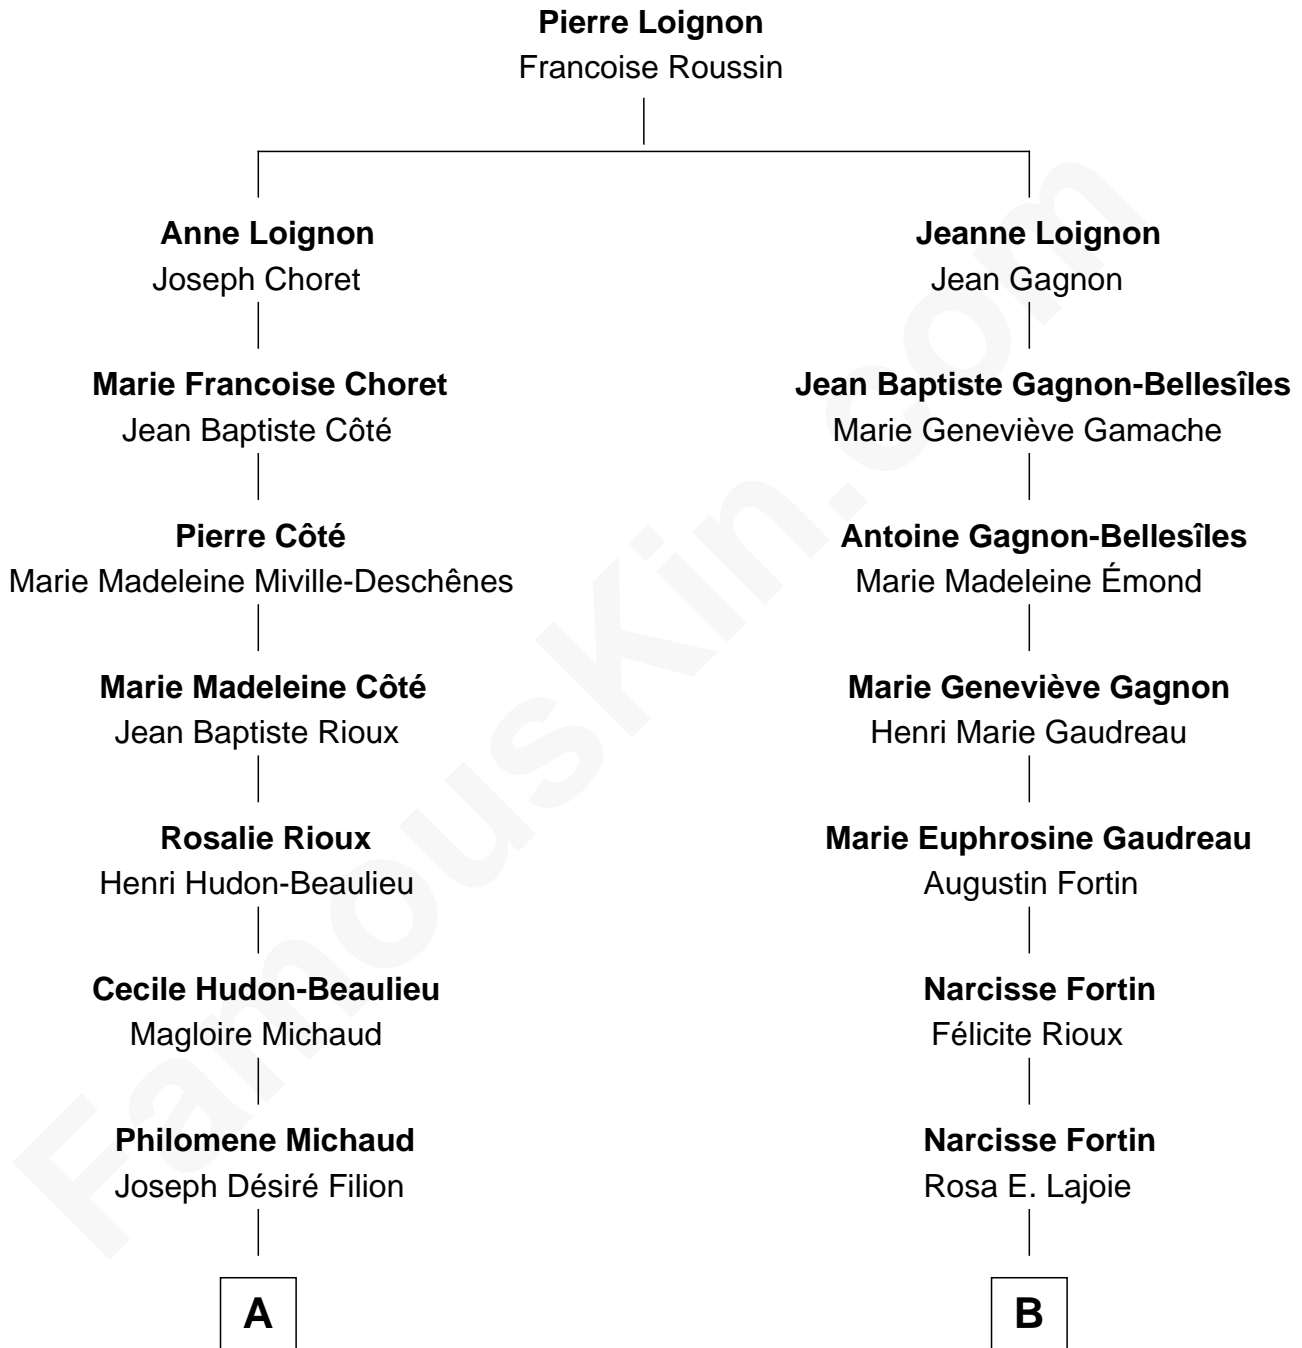 Pierre Loignon
Francoise Roussin
Anne Loignon
Joseph Choret
Marie Francoise Choret
Jean Baptiste Côté
Pierre Côté
Marie Madeleine Miville-Deschênes
Marie Madeleine Côté
Jean Baptiste Rioux
Rosalie Rioux
Henri Hudon-Beaulieu
Cecile Hudon-Beaulieu
Magloire Michaud
Philomene Michaud
Joseph Désiré Filion
A
Jeanne Loignon
Jean Gagnon
Jean Baptiste Gagnon-Bellesîles
Marie Geneviève Gamache
Antoine Gagnon-Bellesîles
Marie Madeleine Émond
Marie Geneviève Gagnon
Henri Marie Gaudreau
Marie Euphrosine Gaudreau
Augustin Fortin
Narcisse Fortin
Félicite Rioux
Narcisse Fortin
Rosa E. Lajoie
B
FamousKin.com